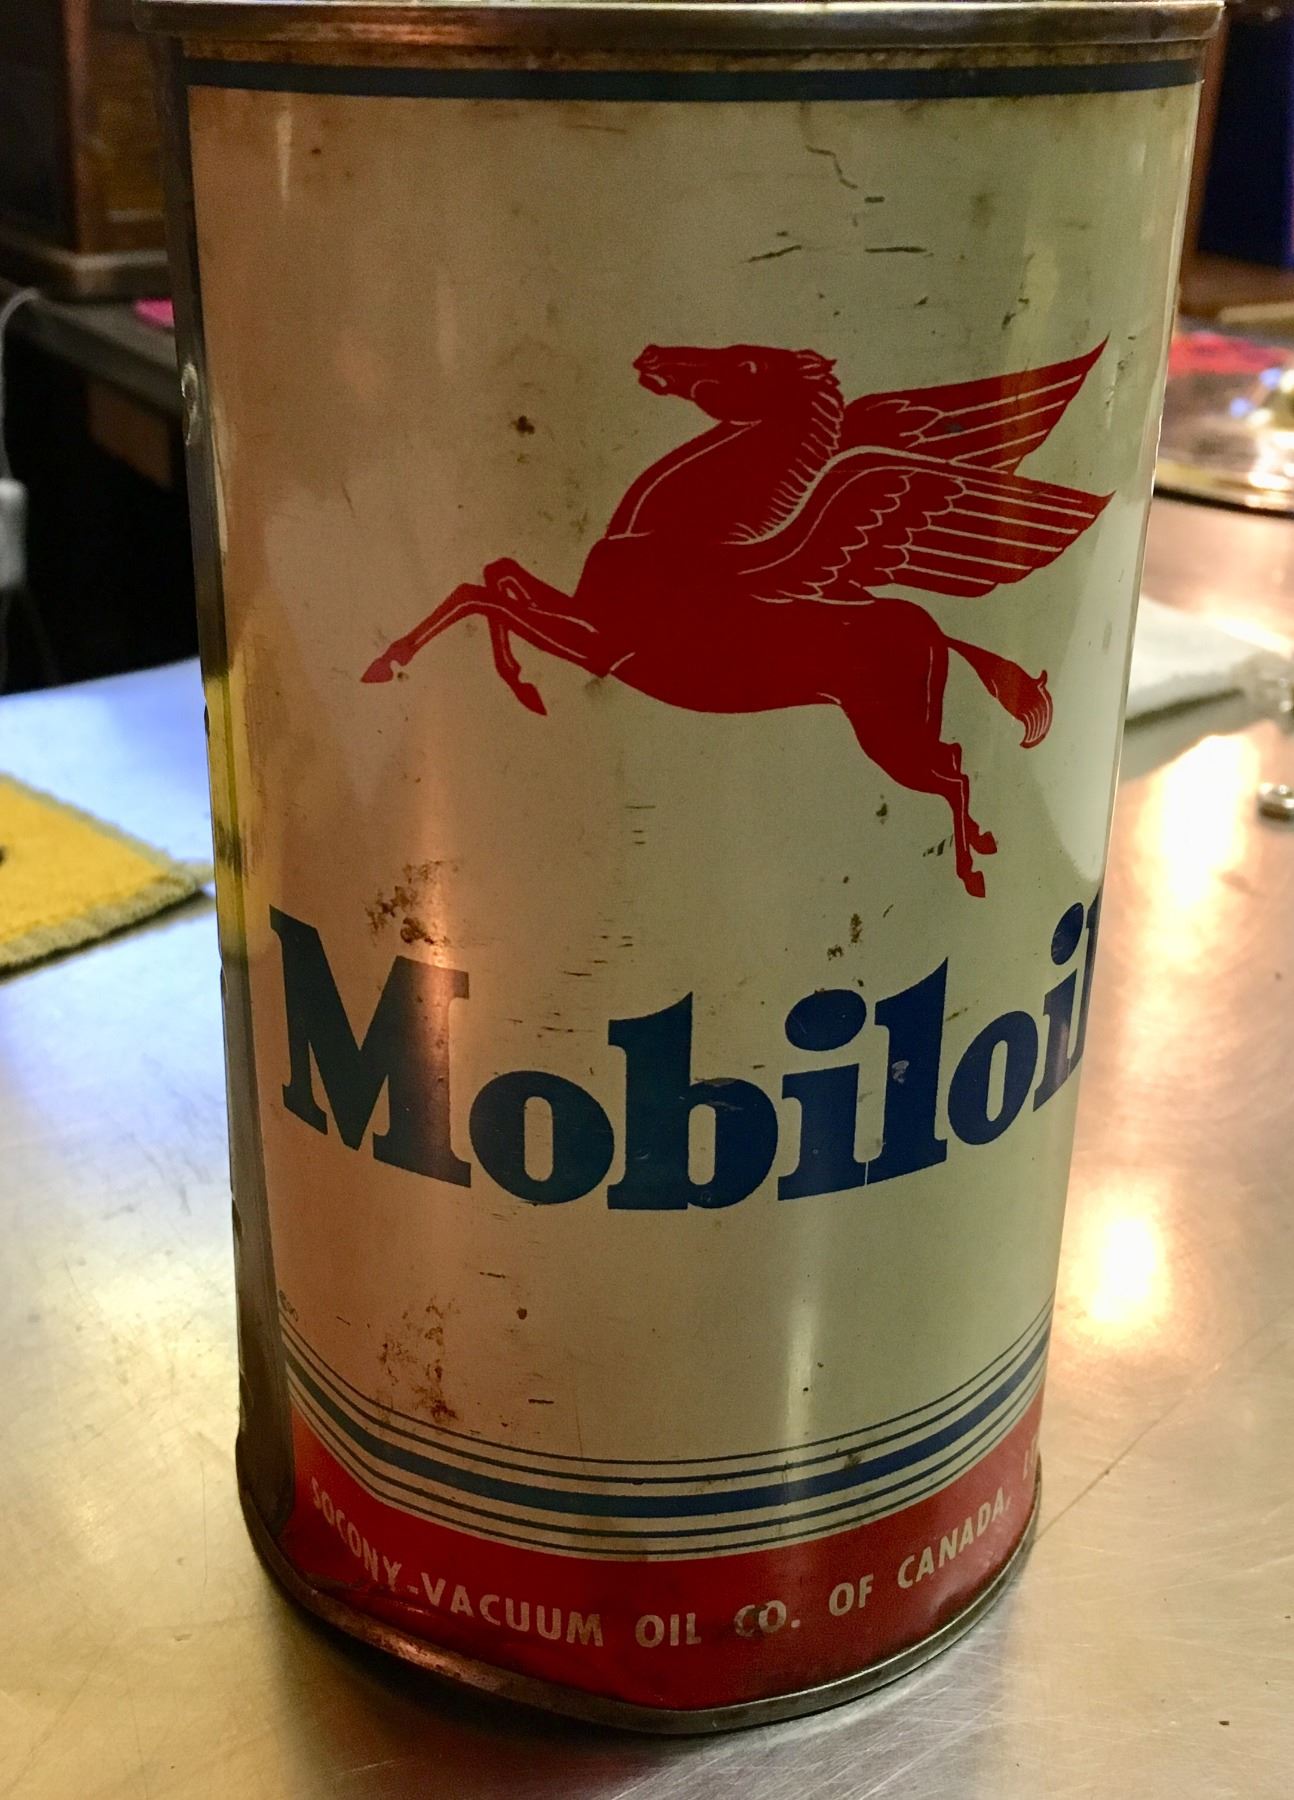 Mobiloil
SOCONY-VACUUM OIL CO. OF CANADA,